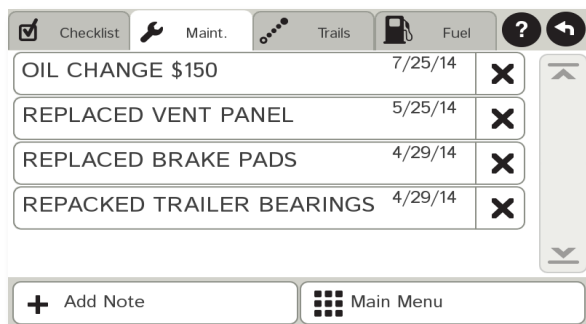 Checklist Maint. Trails Fuel ?
OIL CHANGE $150 7/25/14
REPLACED VENT PANEL 5/25/14
REPLACED BRAKE PADS 4/29/14
REPACKED TRAILER BEARINGS 4/29/14
Add Note Main Menu